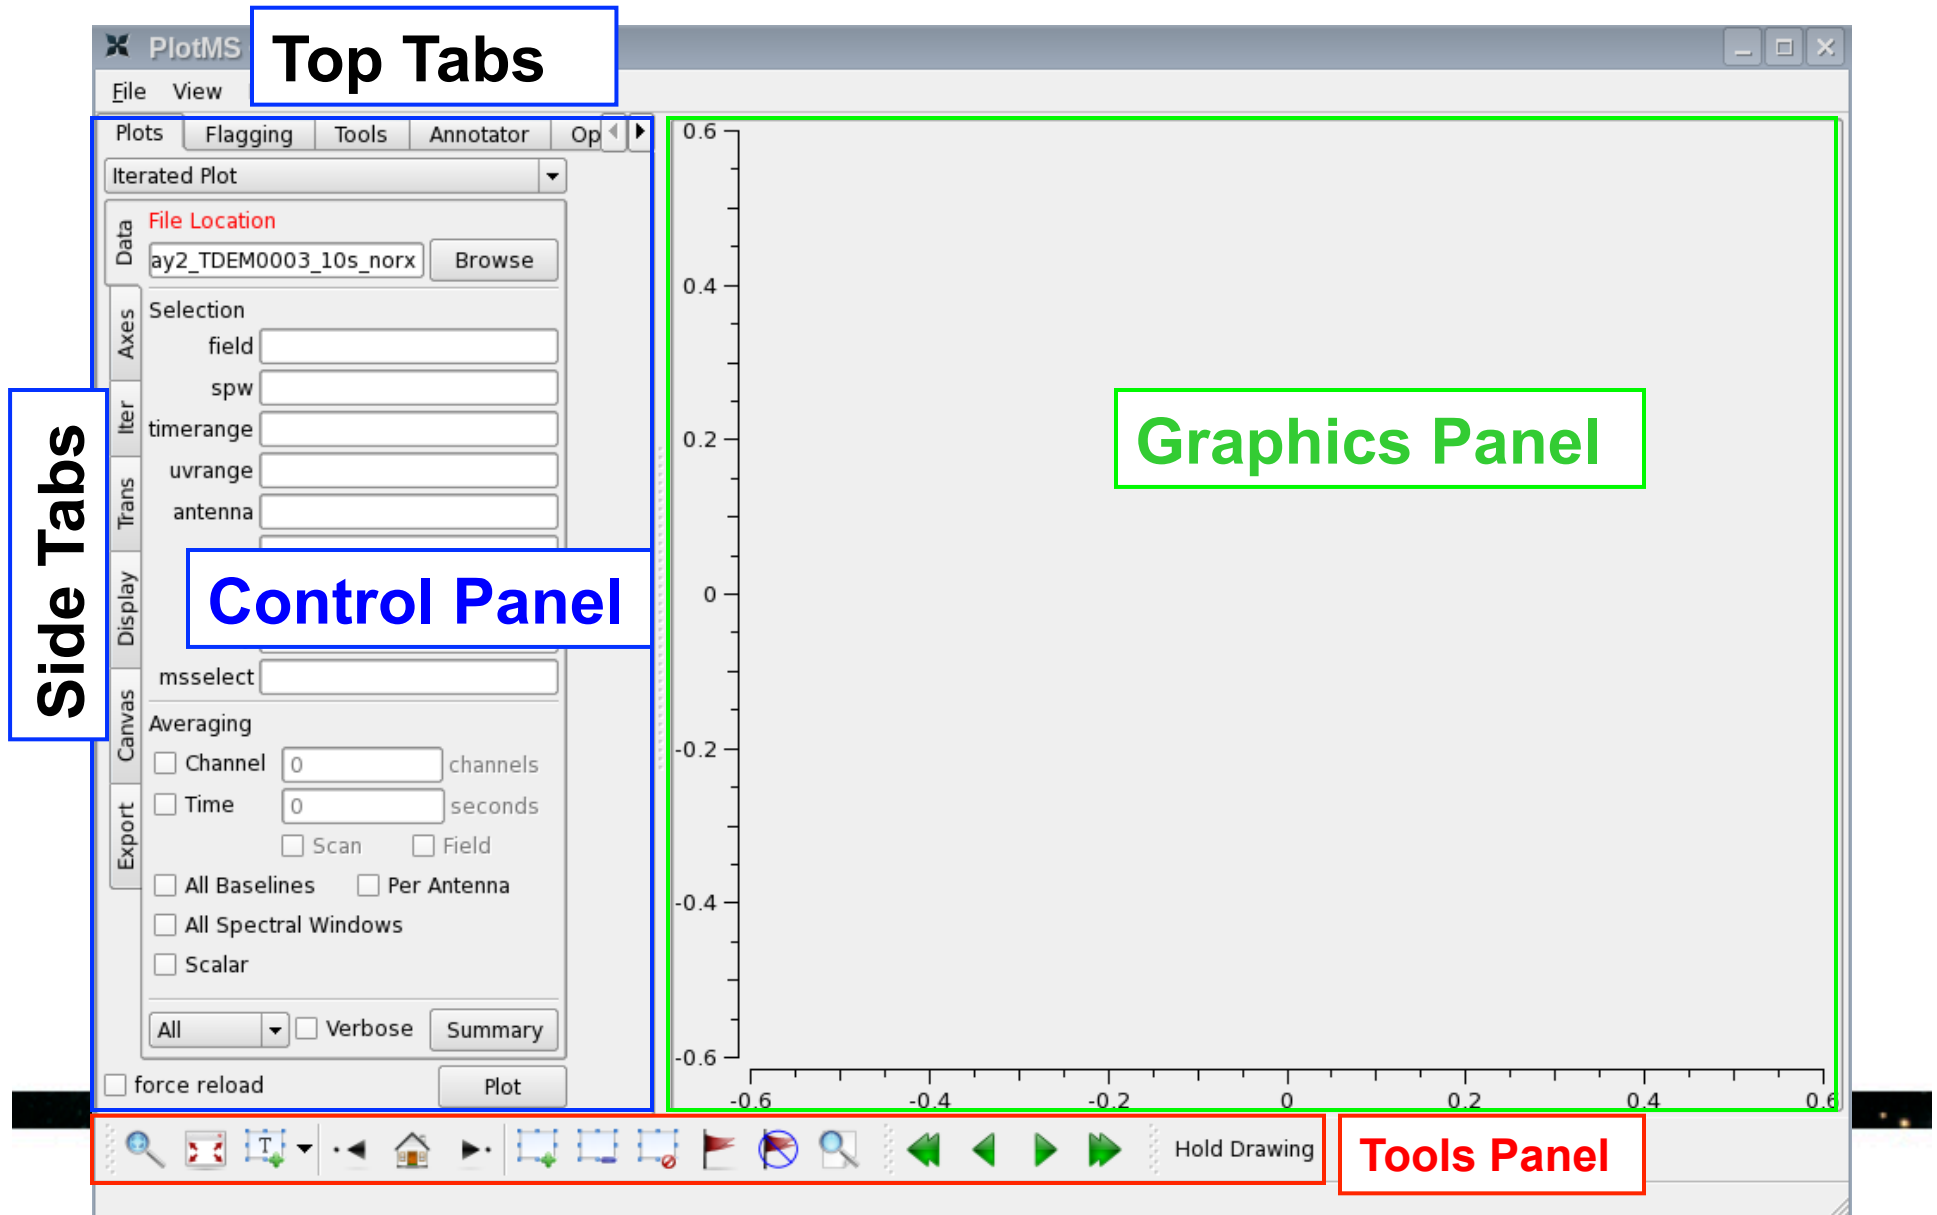 PlotMS
Top Tabs
File View
Plots Flagging Tools Annotator Op
Iterated Plot
Data
File Location
ay2_TDEM0003_10s_norx Browse
Axes
Selection
field
spw
Iter
timerange
uvrange
Trans
antenna
Side Tabs
Control Panel
Display
msselect
Canvas
Averaging
Channel 0 channels
Time 0 seconds
Export
Scan Field
All Baselines Per Antenna
All Spectral Windows
Scalar
All Verbose Summary
force reload Plot
0.6
0.4
0.2
0
-0.2
-0.4
-0.6
Graphics Panel
-0.6 -0.4 -0.2 0 0.2 0.4 0.6
T
Hold Drawing
Tools Panel